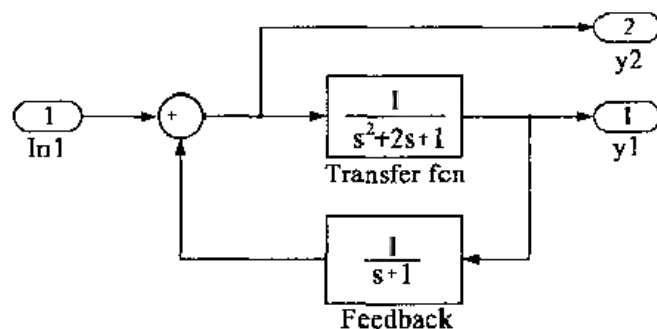 2
y2
1
In1
+
1
s²+2s+1
Transfer fcn
1
y1
1
s+1
Feedback